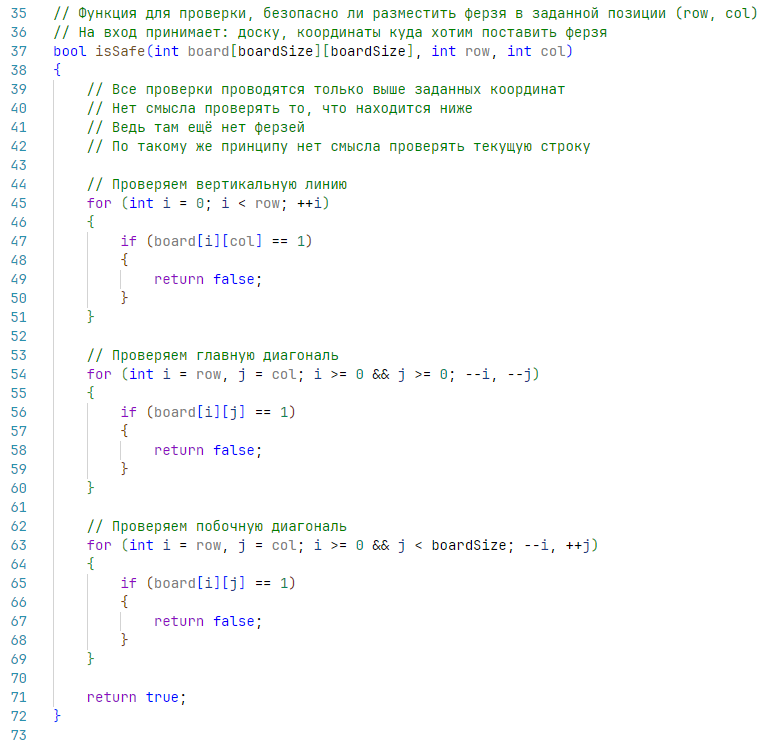 35 // Функция для проверки, безопасно ли разместить ферзя в заданной позиции (row, col)
36 // На вход принимает: доску, координаты куда хотим поставить ферзя
37 bool isSafe(int board[boardSize][boardSize], int row, int col)
38 {
39     // Все проверки проводятся только выше заданных координат
40     // Нет смысла проверять то, что находится ниже
41     // Ведь там ещё нет ферзей
42     // По такому же принципу нет смысла проверять текущую строку
43
44     // Проверяем вертикальную линию
45     for (int i = 0; i < row; ++i)
46     {
47         if (board[i][col] == 1)
48         {
49             return false;
50         }
51     }
52
53     // Проверяем главную диагональ
54     for (int i = row, j = col; i >= 0 && j >= 0; --i, --j)
55     {
56         if (board[i][j] == 1)
57         {
58             return false;
59         }
60     }
61
62     // Проверяем побочную диагональ
63     for (int i = row, j = col; i >= 0 && j < boardSize; --i, ++j)
64     {
65         if (board[i][j] == 1)
66         {
67             return false;
68         }
69     }
70
71     return true;
72 }
73